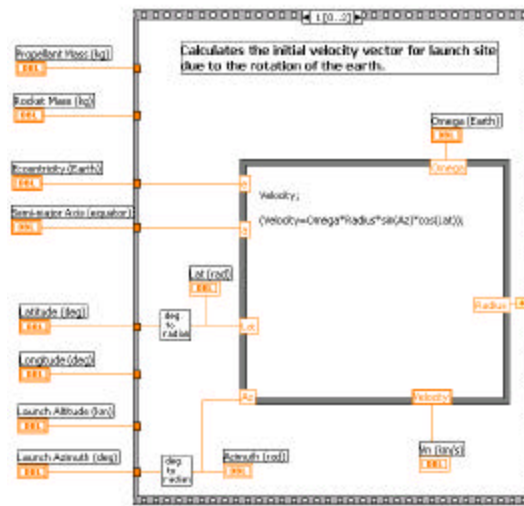 1 [0..2]
Calculates the initial velocity vector for launch site
due to the rotation of the earth.
Propellant Mass (kg)
DBL
Rocket Mass (kg)
DBL
Omega (Earth)
DBL
Omega
Eccentricity (Earth)
DBL
e
Velocity;
Semi-major Axis (equator)
DBL
a
(Velocity=Omega*Radius*sin(Az)*cos(Lat));
Lat (rad)
DBL
Radius
Latitude (deg)
DBL
deg
to
radian
Lat
Longitude (deg)
DBL
Az
Velocity
Launch Altitude (km)
DBL
Launch Azimuth (deg)
DBL
deg
to
radian
Azimuth (rad)
DBL
Vn (km/s)
DBL